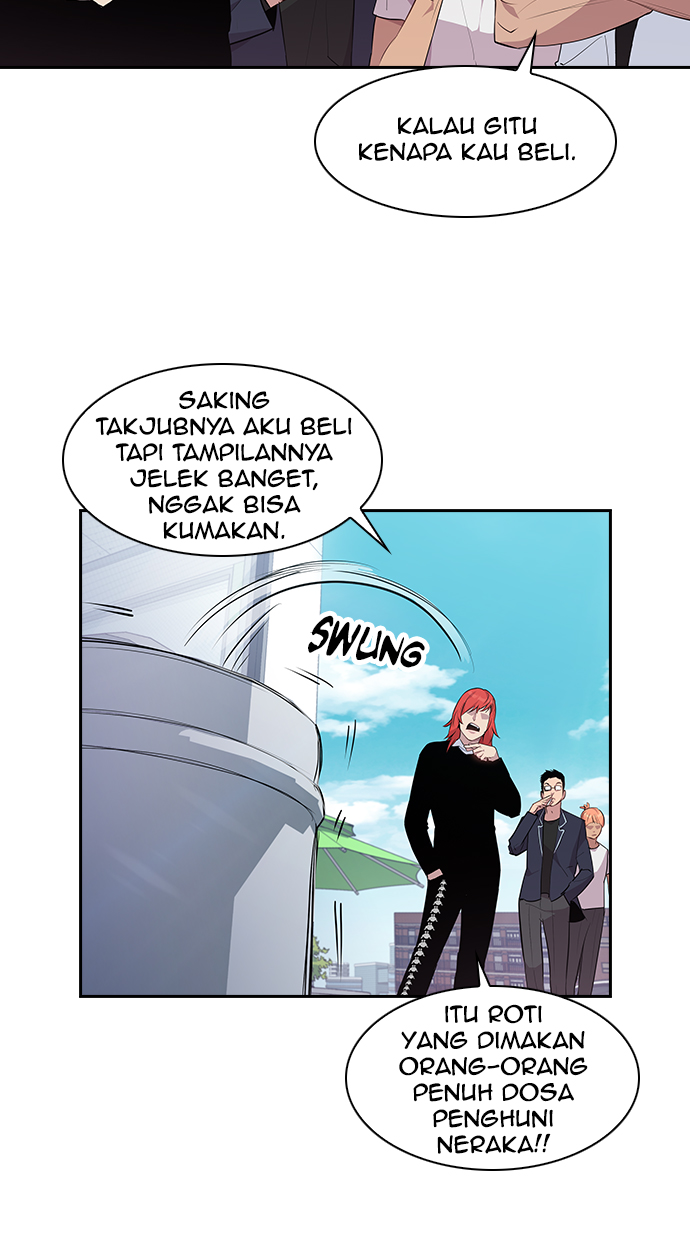 KALAU GITU
KENAPA KAU BELI.
SAKING
TAKJUBNYA AKU BELI
TAPI TAMPILANNYA
JELEK BANGET,
NGGAK BISA
KUMAKAN.
SWUNG
ITU ROTI
YANG DIMAKAN
ORANG-ORANG
PENUH DOSA
PENGHUNI
NERAKA!!